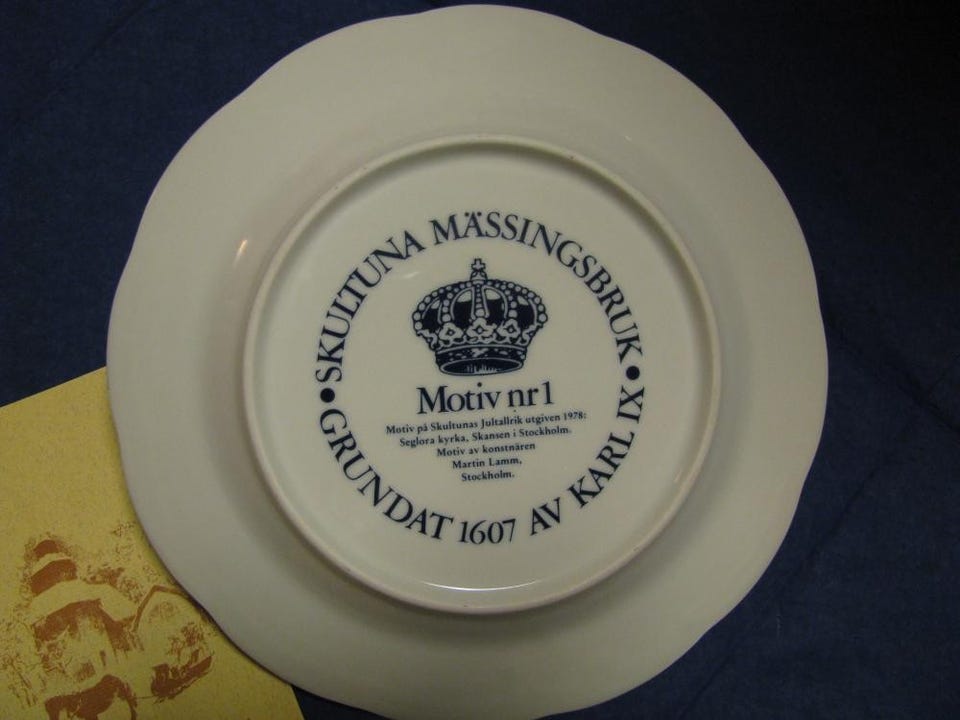 • SKULTUNA MÄSSINGSBRUK •
Motiv nr 1
Motiv på Skultunas Jultallrik utgiven 1978:
Seglora kyrka, Skansen i Stockholm.
Motiv av konstnären
Martin Lamm,
Stockholm.
GRUNDAT 1607 AV KARL IX